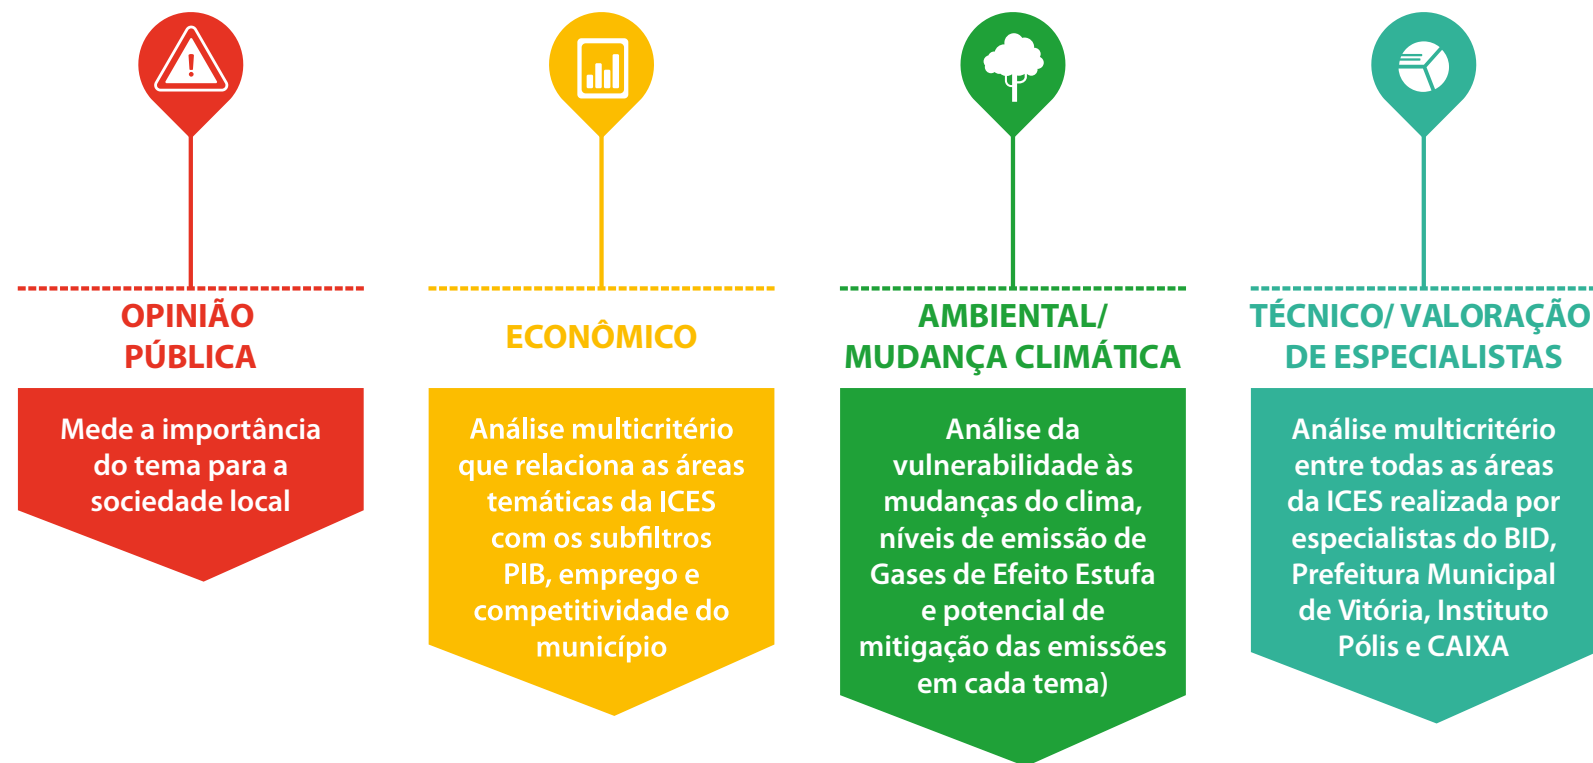 OPINIÃO
PÚBLICA
Mede a importância
do tema para a
sociedade local
ECONÔMICO
Análise multicritério
que relaciona as áreas
temáticas da ICES
com os subfiltros
PIB, emprego e
competitividade do
município
AMBIENTAL/
MUDANÇA CLIMÁTICA
Análise da
vulnerabilidade às
mudanças do clima,
níveis de emissão de
Gases de Efeito Estufa
e potencial de
mitigação das emissões
em cada tema)
TÉCNICO/ VALORAÇÃO
DE ESPECIALISTAS
Análise multicritério
entre todas as áreas
da ICES realizada por
especialistas do BID,
Prefeitura Municipal
de Vitória, Instituto
Pólis e CAIXA